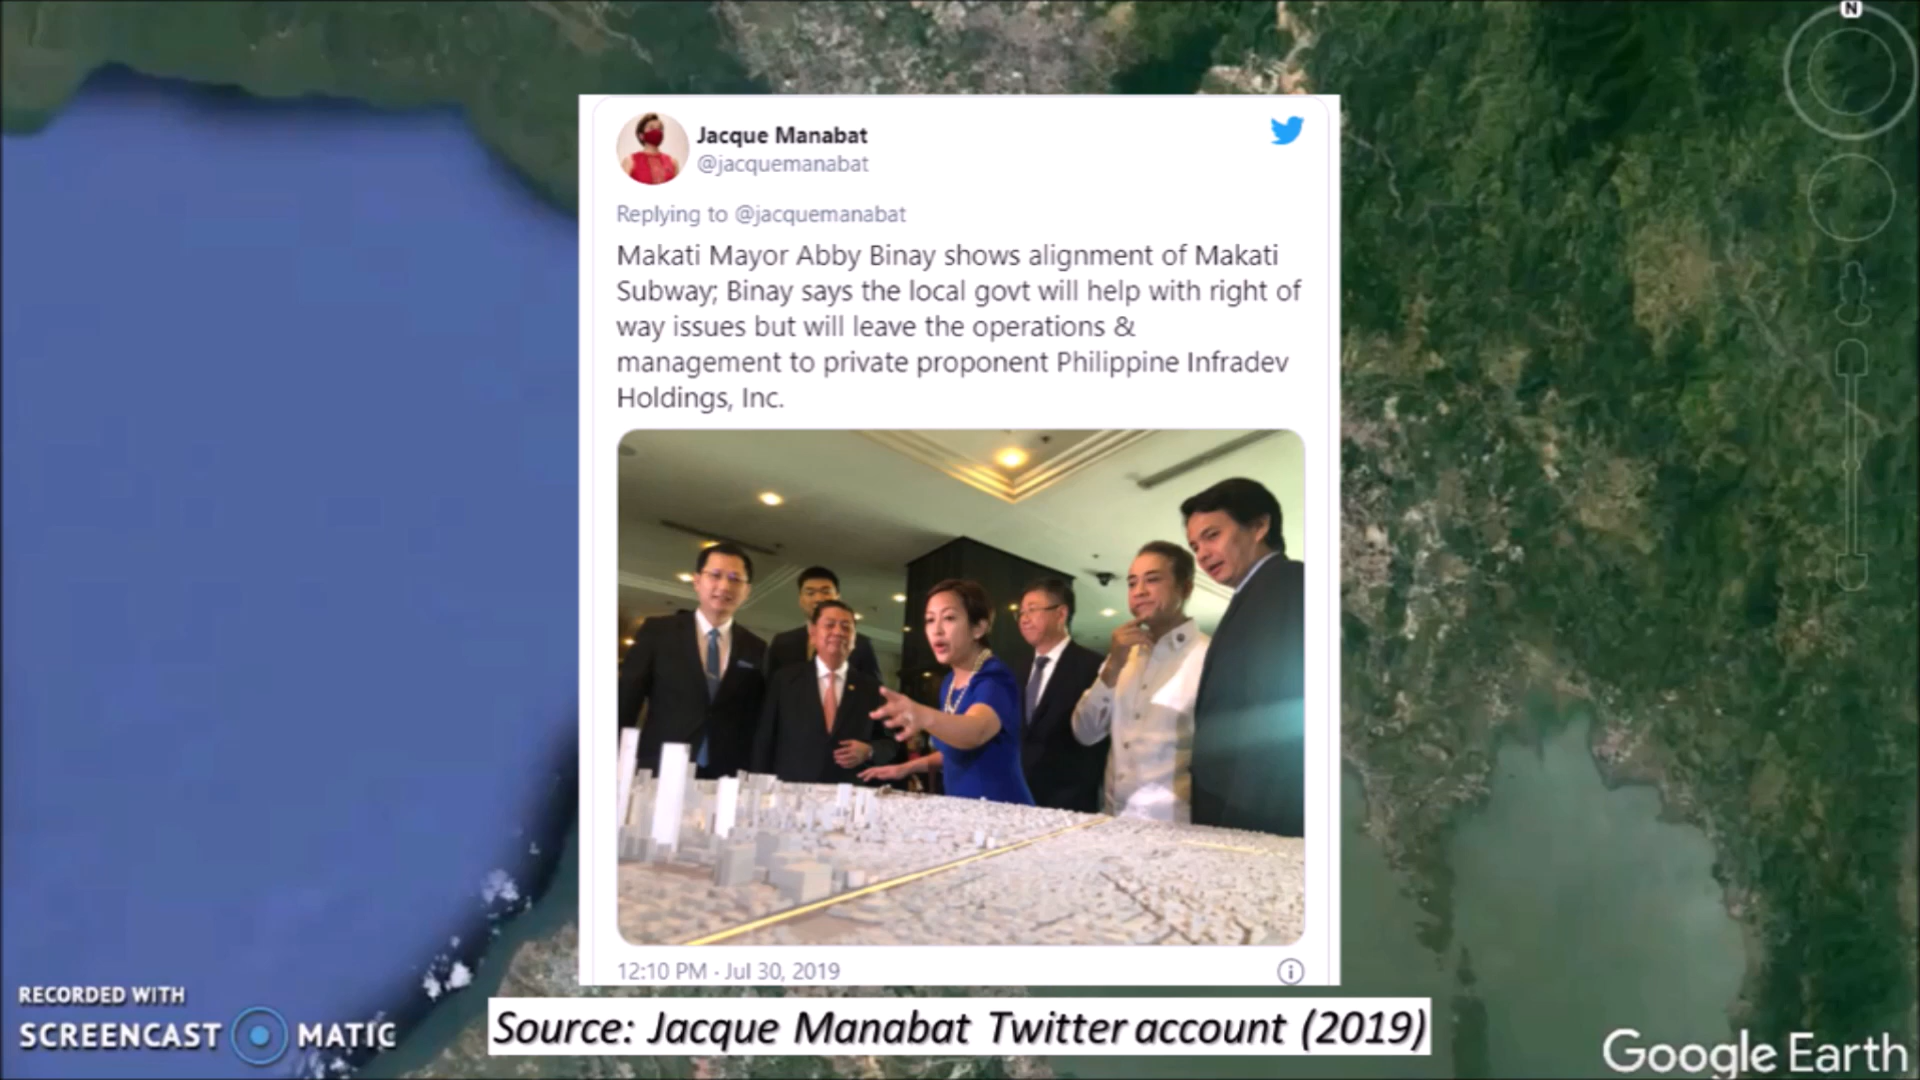 N
Jacque Manabat
@jacquemanabat
Replying to @jacquemanabat
Makati Mayor Abby Binay shows alignment of Makati
Subway; Binay says the local govt will help with right of
way issues but will leave the operations &
management to private proponent Philippine Infradev
Holdings, Inc.
12:10 PM · Jul 30, 2019
Source: Jacque Manabat Twitter account (2019)
RECORDED WITH
SCREENCAST MATIC
Google Earth